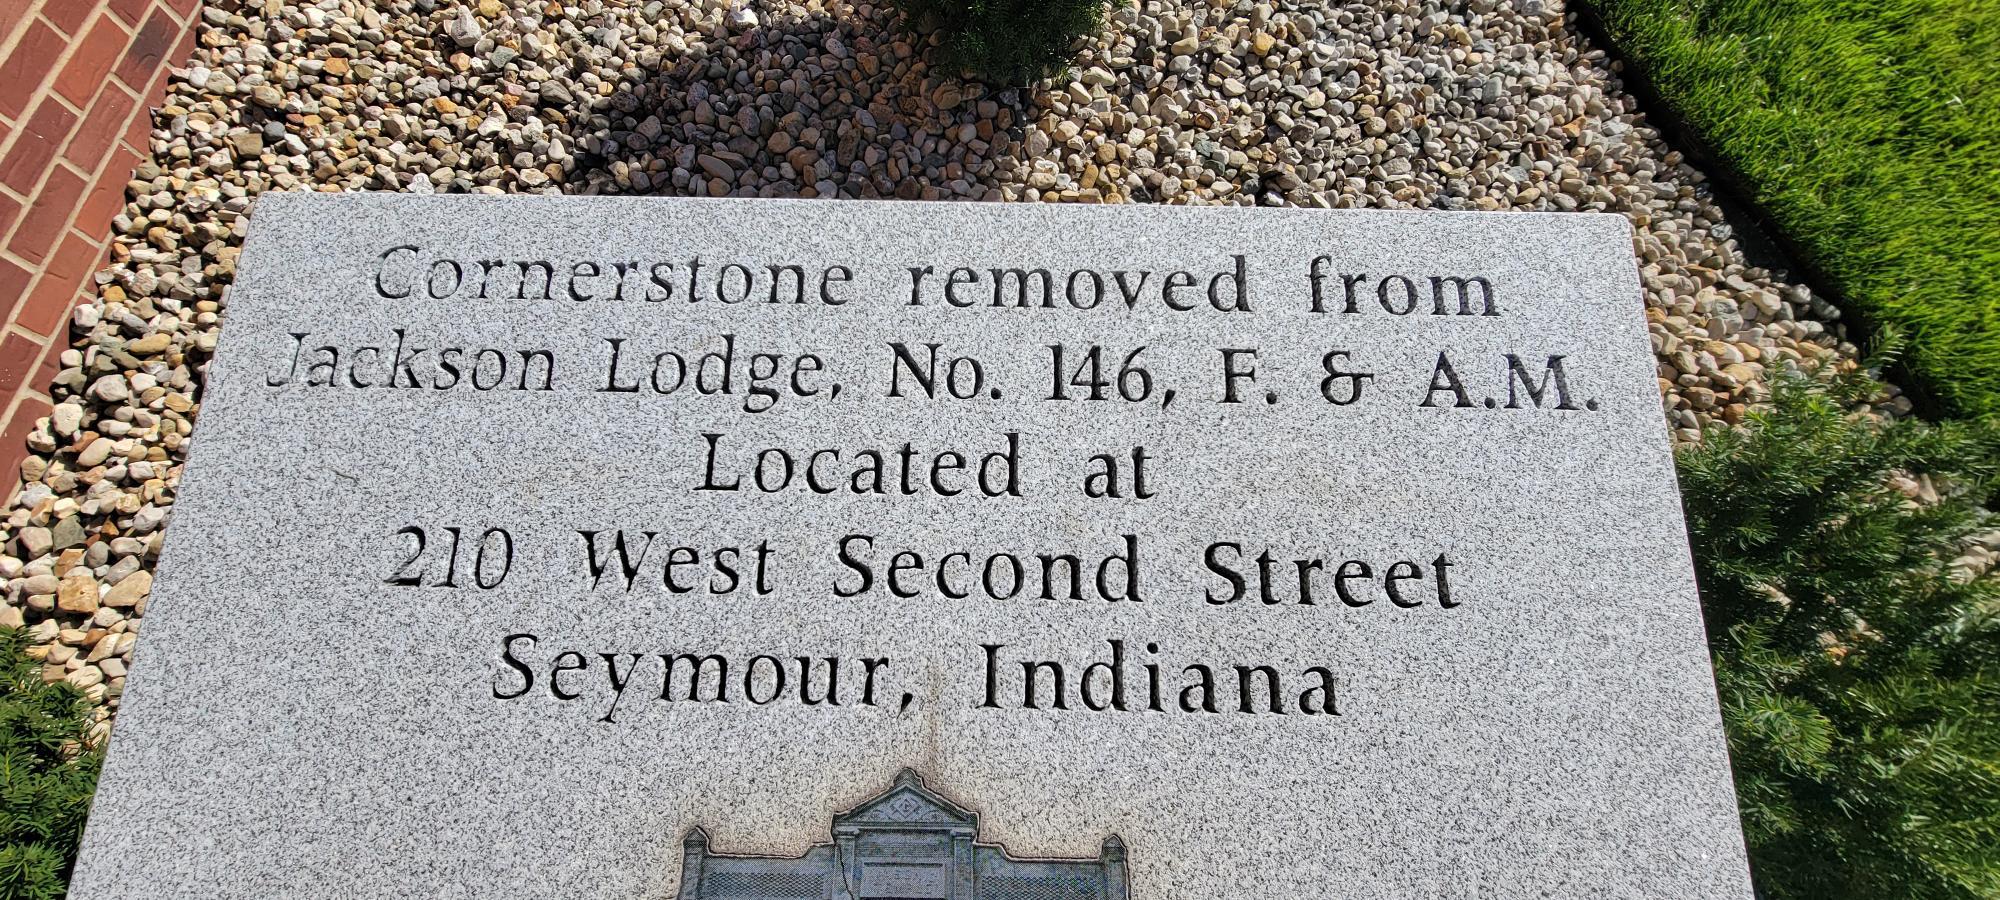 Cornerstone removed from
Jackson Lodge, No. 146, F. & A.M.
Located at
210 West Second Street
Seymour, Indiana